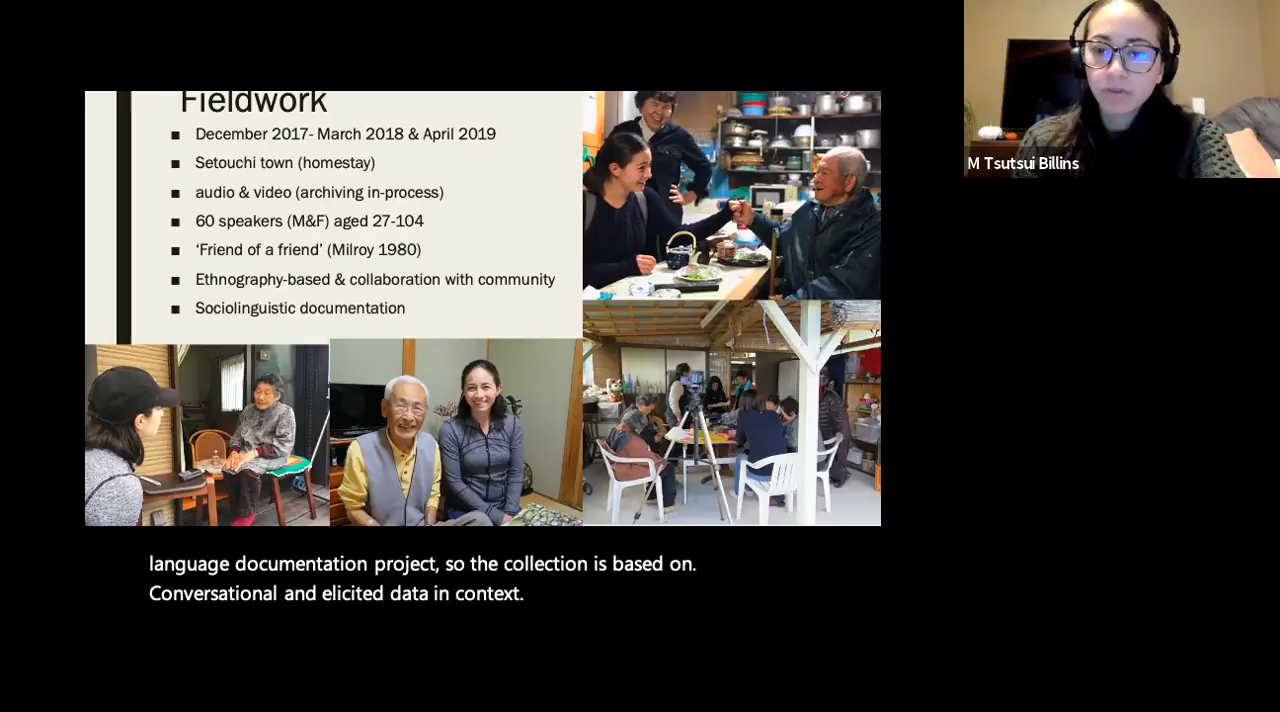 Fieldwork
■ December 2017- March 2018 & April 2019
■ Setouchi town (homestay)
■ audio & video (archiving in-process)
■ 60 speakers (M&F) aged 27-104
■ ‘Friend of a friend’ (Milroy 1980)
■ Ethnography-based & collaboration with community
■ Sociolinguistic documentation
M Tsutsui Billins
language documentation project, so the collection is based on.
Conversational and elicited data in context.